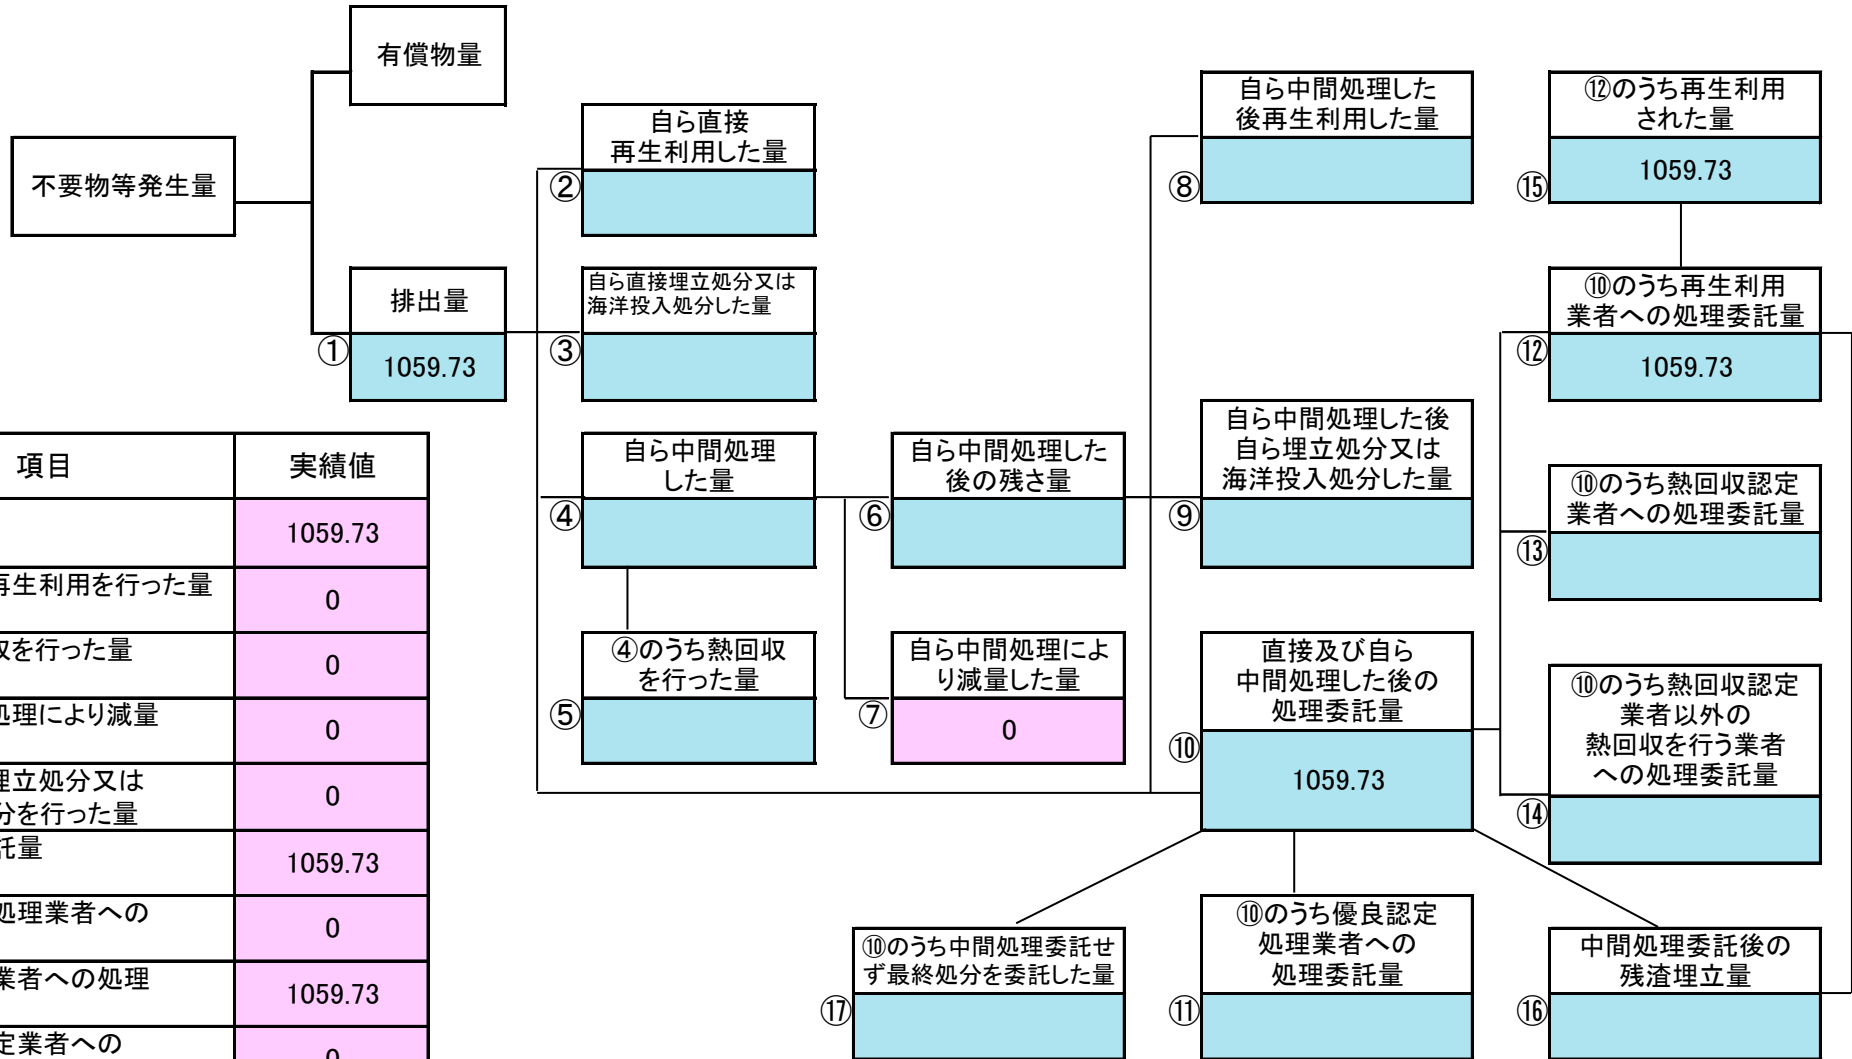 有償物量
不要物等発生量
排出量
①
1059.73
自ら直接
再生利用した量
②
自ら直接埋立処分又は
海洋投入処分した量
③
自ら中間処理
した量
④
④のうち熱回収
を行った量
⑤
自ら中間処理した
後の残さ量
⑥
自ら中間処理によ
り減量した量
⑦
0
自ら中間処理した
後再生利用した量
⑧
自ら中間処理した後
自ら埋立処分又は
海洋投入処分した量
⑨
直接及び自ら
中間処理した後の
処理委託量
⑩
1059.73
⑫のうち再生利用
された量
1059.73
⑮
⑩のうち再生利用
業者への処理委託量
⑫
1059.73
⑩のうち熱回収認定
業者への処理委託量
⑬
⑩のうち熱回収認定
業者以外の
熱回収を行う業者
への処理委託量
⑭
⑩のうち中間処理委託せ
ず最終処分を委託した量
⑰
⑩のうち優良認定
処理業者への
処理委託量
⑪
中間処理委託後の
残渣埋立量
⑯
項目 実績値
1059.73
再生利用を行った量 0
を行った量 0
処理により減量 0
埋立処分又は
を行った量 0
託量 1059.73
処理業者への 0
業者への処理 1059.73
定業者への 0